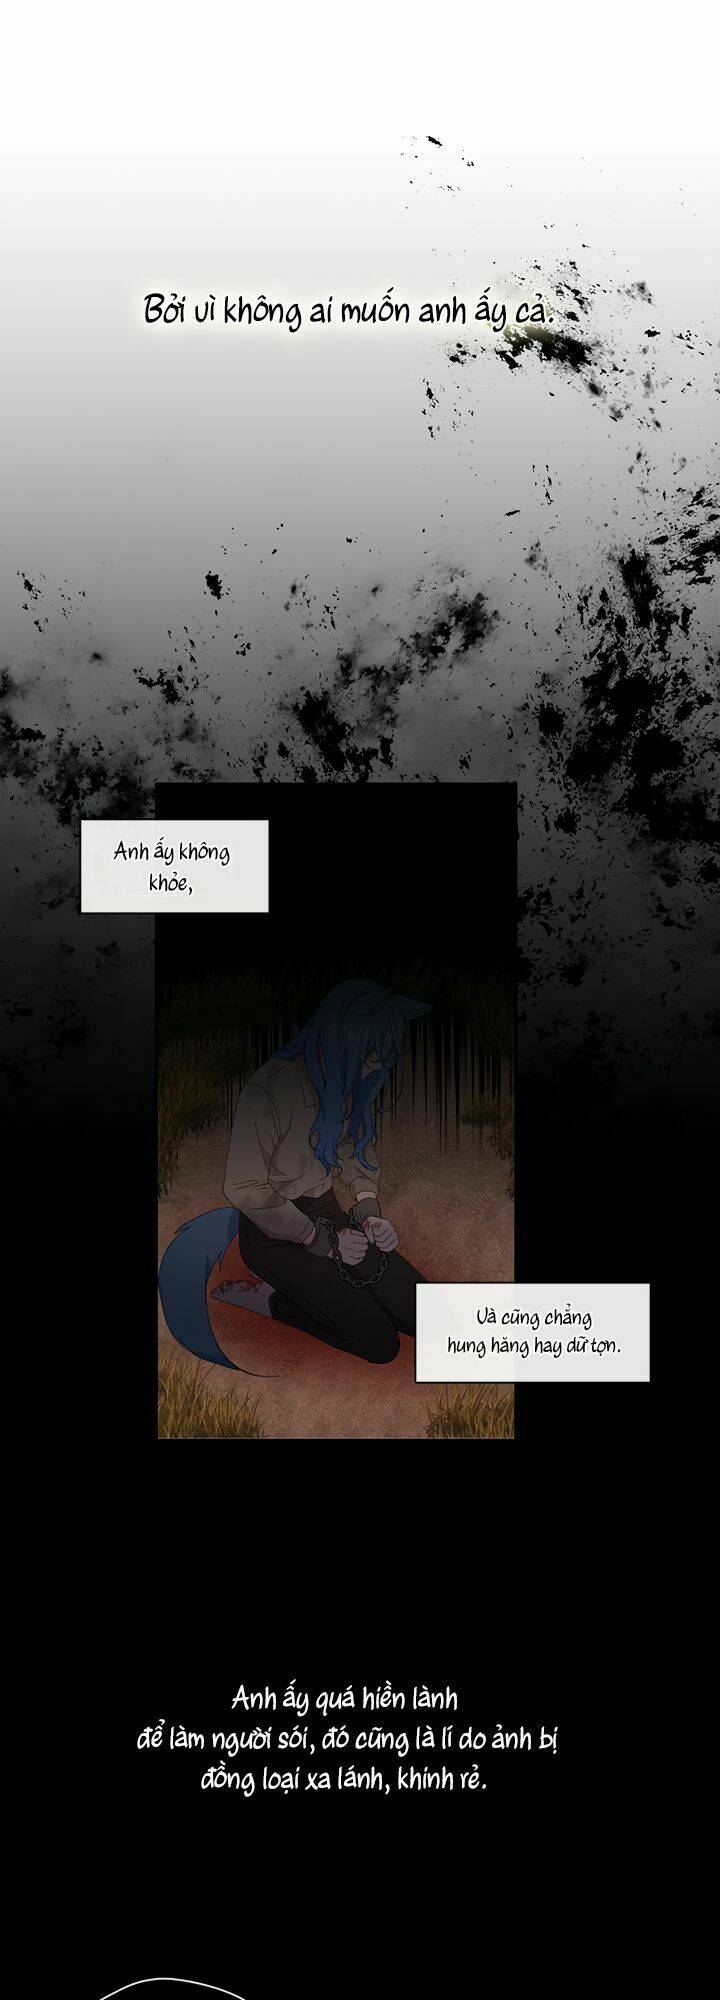 Bởi vì không ai muốn anh ấy cả.
Anh ấy không
khỏe,
Và cũng chẳng
hung hăng hay dữ tợn.
Anh ấy quá hiền lành
để làm người sói, đó cũng là lí do ảnh bị
đồng loại xa lánh, khinh rẻ.